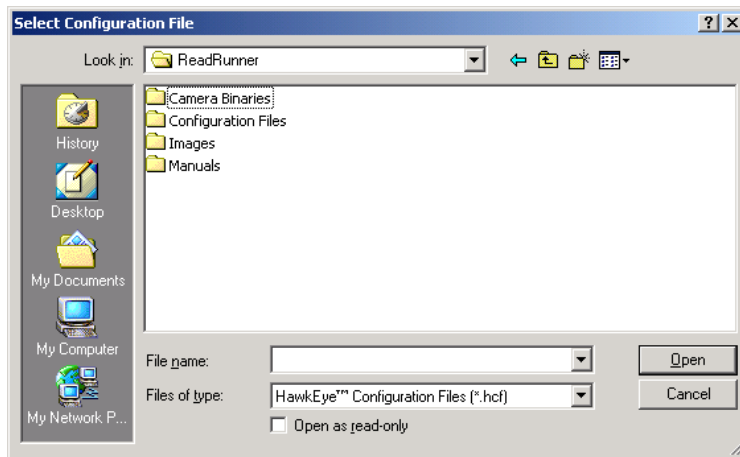 Select Configuration File
Look in: ReadRunner
History
Desktop
My Documents
My Computer
My Network P...
Camera Binaries
Configuration Files
Images
Manuals
File name:
Open
Files of type: HawkEye™ Configuration Files (*.hcf)
Cancel
Open as read-only